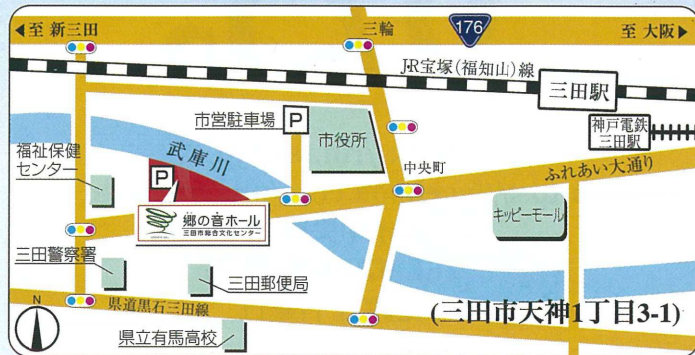 ◀至 新三田
三輪
176
至 大阪▶
JR宝塚(福知山)線
三田駅
神戸電鉄
三田駅
市営駐車場
P
市役所
武庫川
福祉保健
センター
P
中央町
ふれあい大通り
郷の音ホール
三田市総合文化センター
キッピーモール
三田警察署
三田郵便局
県道黒石三田線
(三田市天神1丁目3-1)
N
県立有馬高校